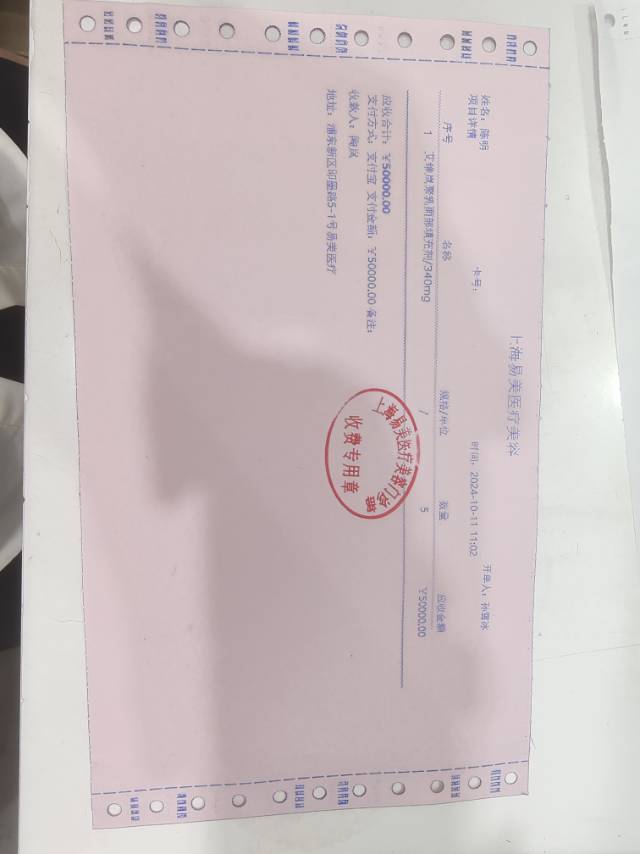 上海易美医疗美容
姓名：陈明 卡号： 时间：2024-10-11 11:02 开单人：孙雪冰
项目详情
序号 名称 规格/单位 数量 应收金额
1 艾维岚聚乳面部填充剂/340mg / 5 ￥50000.00
应收合计：￥50000.00
支付方式：支付宝 支付金额：￥50000.00 备注：
收款人：陶岚
地址：浦东新区印墨路5-1号易美医疗
上海易美医疗美容门诊部
收费专用章